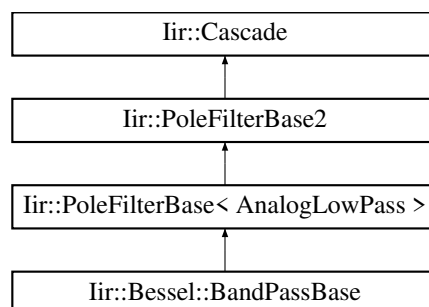 Iir::Cascade
Iir::PoleFilterBase2
Iir::PoleFilterBase< AnalogLowPass >
Iir::Bessel::BandPassBase